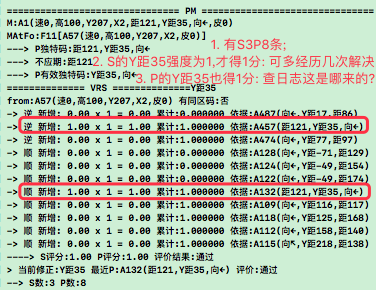 =================== PM ===================
M:A1(速0,高100,Y207,X2,距121,Y距35,向←,皮0)
MAtFo:F11[A57(速0,高100,Y207,X2,皮0)]
---> P独特码:距121,Y距35,向←
---> 不应期:距121
---> P有效独特码:Y距35,向←
1. 有S3P8条;
2. S的Y距35强度为1,才得1分: 可多经历几次解决
3. P的Y距35也得1分: 查日志这是哪来的?
============== VRS ==============Y距35
from:A57(速0,高100,Y207,X2,皮0) 有同区码:否
-> 逆 新增: 0.00 x 1 = 0.00 累计:0.000000 依据:A487(向←,Y距17,距86)
-> 逆 新增: 1.00 x 1 = 1.00 累计:1.000000 依据:A457(距121,Y距35,向←)
-> 逆 新增: 0.00 x 1 = 0.00 累计:1.000000 依据:A474(向←,Y距77,距97)
-> 顺 新增: 0.00 x 1 = 0.00 累计:0.000000 依据:A128(向←,Y距-71,距129)
-> 顺 新增: 0.00 x 1 = 0.00 累计:0.000000 依据:A124(向←,Y距-49,距154)
-> 顺 新增: 0.00 x 1 = 0.00 累计:0.000000 依据:A122(向←,Y距-49,距174)
-> 顺 新增: 1.00 x 1 = 1.00 累计:1.000000 依据:A132(距121,Y距35,向←)
-> 顺 新增: 0.00 x 1 = 0.00 累计:1.000000 依据:A109(向←,Y距116,距117)
-> 顺 新增: 0.00 x 1 = 0.00 累计:1.000000 依据:A118(向↖,Y距125,距168)
-> 顺 新增: 0.00 x 1 = 0.00 累计:1.000000 依据:A112(向←,Y距158,距140)
-> 顺 新增: 0.00 x 1 = 0.00 累计:1.000000 依据:A115(向↖,Y距218,距138)
----> S评分:1.00 P评分:1.00 评价结果:通过
> 当前修正:Y距35 最近P:A132(距121,Y距35,向←) 评价:通过
--> S数:3 P数:8